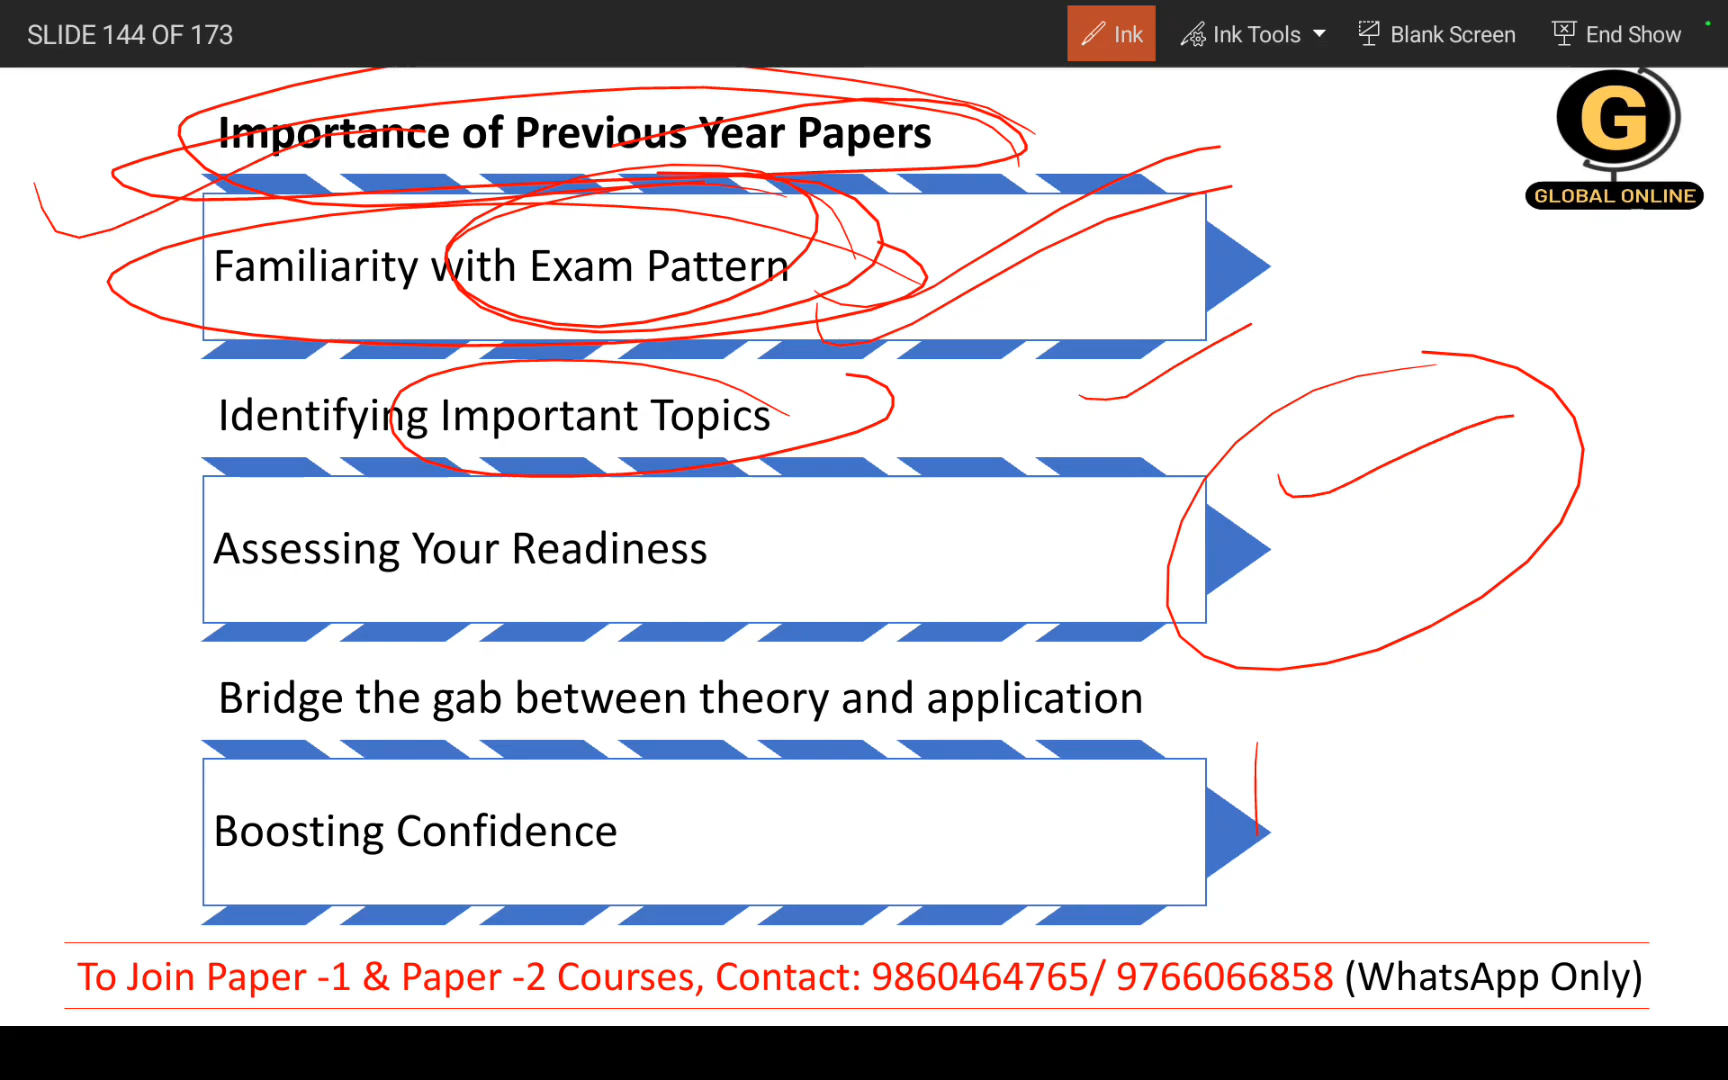 SLIDE 144 OF 173
Ink
Ink Tools
Blank Screen
End Show
G
GLOBAL ONLINE
Importance of Previous Year Papers
Familiarity with Exam Pattern
Identifying Important Topics
Assessing Your Readiness
Bridge the gab between theory and application
Boosting Confidence
To Join Paper -1 & Paper -2 Courses, Contact: 9860464765/ 9766066858 (WhatsApp Only)